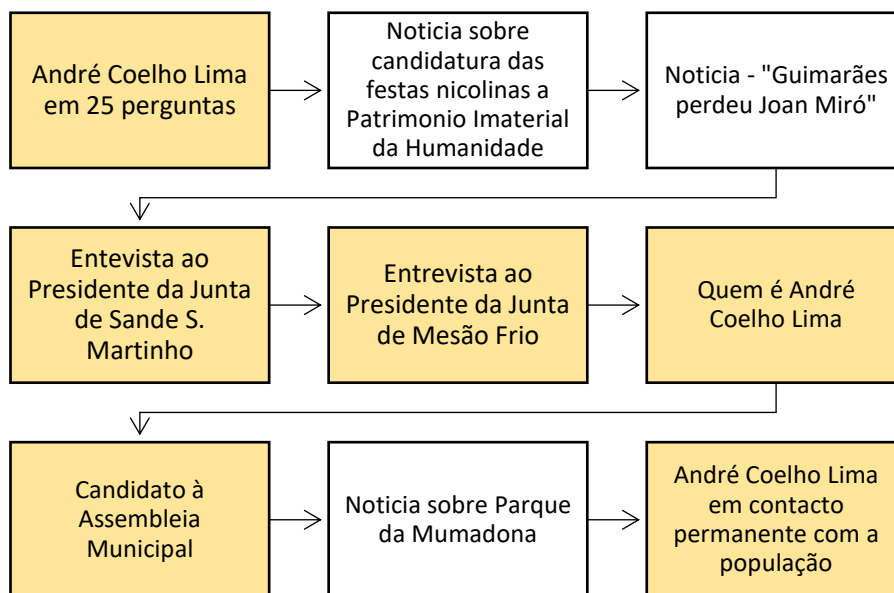 André Coelho Lima
em 25 perguntas
Noticia sobre
candidatura das
festas nicolinas a
Patrimonio Imaterial
da Humanidade
Noticia - "Guimarães
perdeu Joan Miró"
Entevista ao
Presidente da Junta
de Sande S.
Martinho
Entrevista ao
Presidente da Junta
de Mesão Frio
Quem é André
Coelho Lima
Candidato à
Assembleia
Municipal
Noticia sobre Parque
da Mumadona
André Coelho Lima
em contacto
permanente com a
população